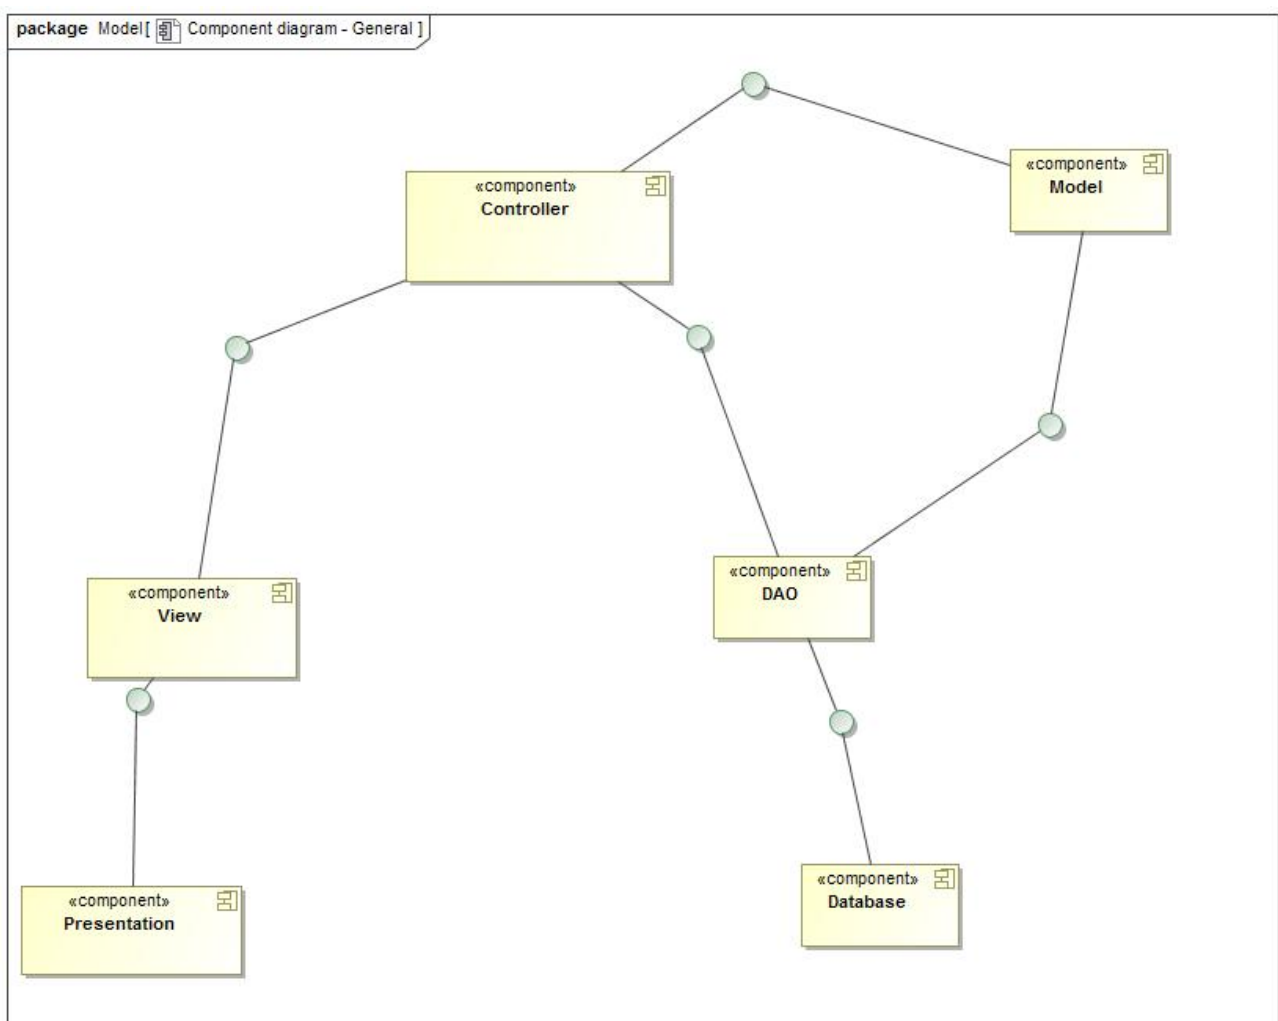 package Model[ Component diagram - General ]
«component»
Controller
«component»
Model
«component»
View
«component»
DAO
«component»
Presentation
«component»
Database